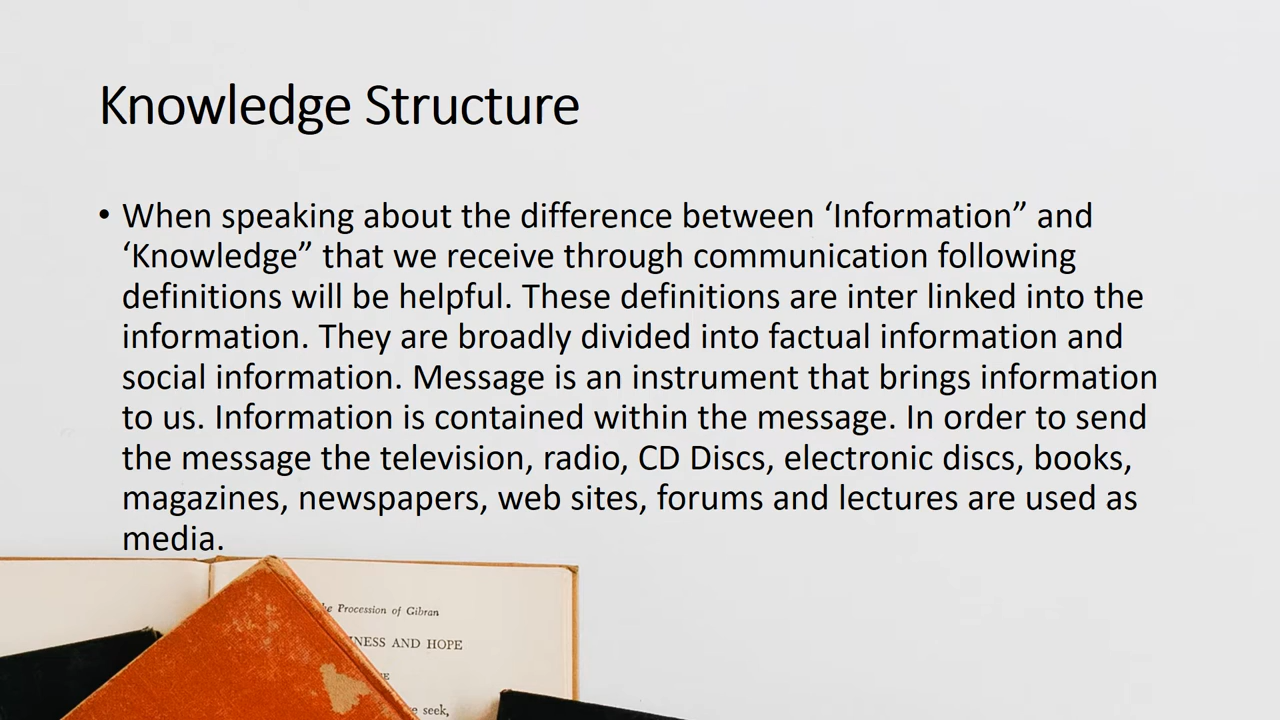 Knowledge Structure
• When speaking about the difference between ‘Information” and
‘Knowledge” that we receive through communication following
definitions will be helpful. These definitions are inter linked into the
information. They are broadly divided into factual information and
social information. Message is an instrument that brings information
to us. Information is contained within the message. In order to send
the message the television, radio, CD Discs, electronic discs, books,
magazines, newspapers, web sites, forums and lectures are used as
media.
Procession of Gibran
AND HOPE
seek,